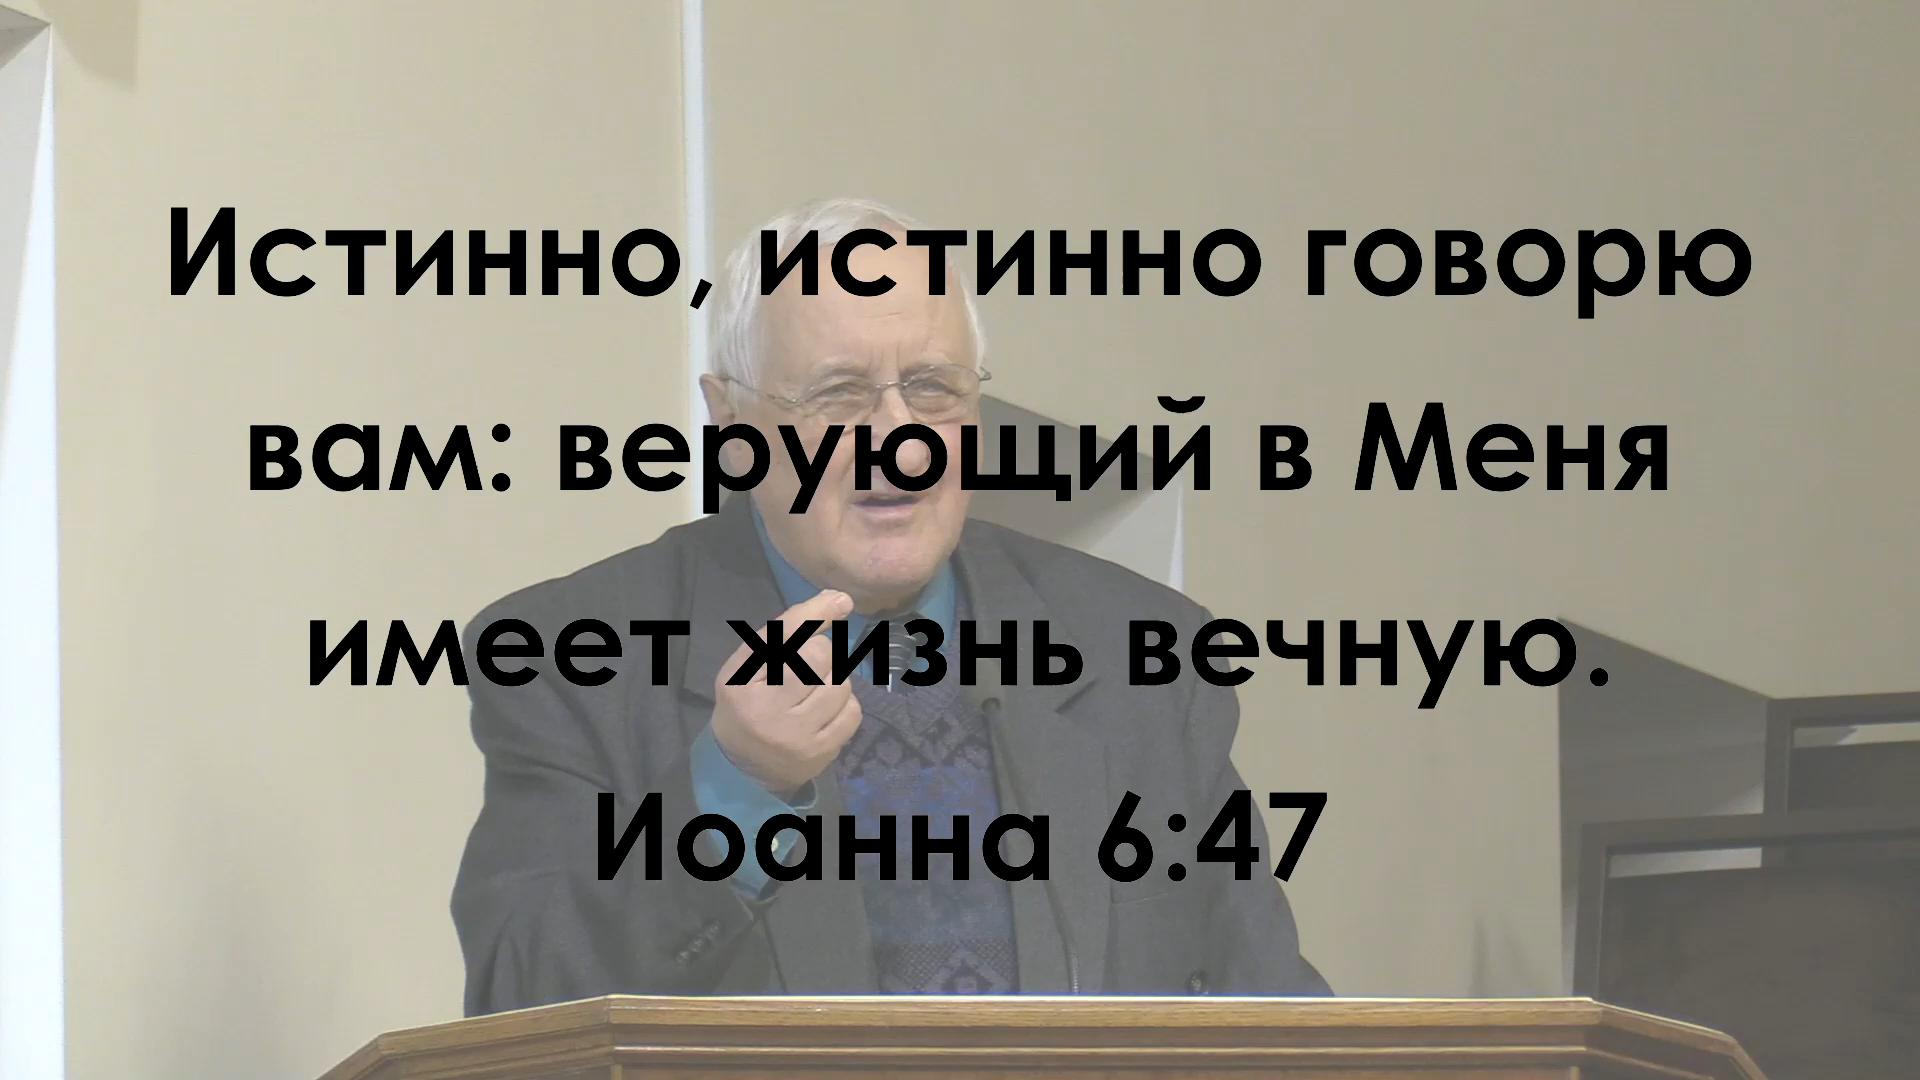 Истинно, истинно говорю
вам: верующий в Меня
имеет жизнь вечную.
Иоанна 6:47